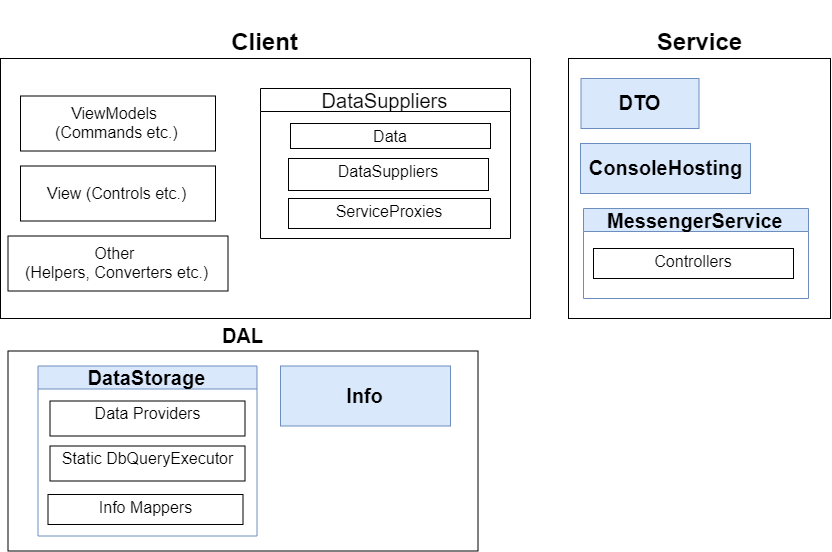 Client
ViewModels
(Commands etc.)
View (Controls etc.)
Other
(Helpers, Converters etc.)
DataSuppliers
Data
DataSuppliers
ServiceProxies
Service
DTO
ConsoleHosting
MessengerService
Controllers
DAL
DataStorage
Data Providers
Static DbQueryExecutor
Info Mappers
Info